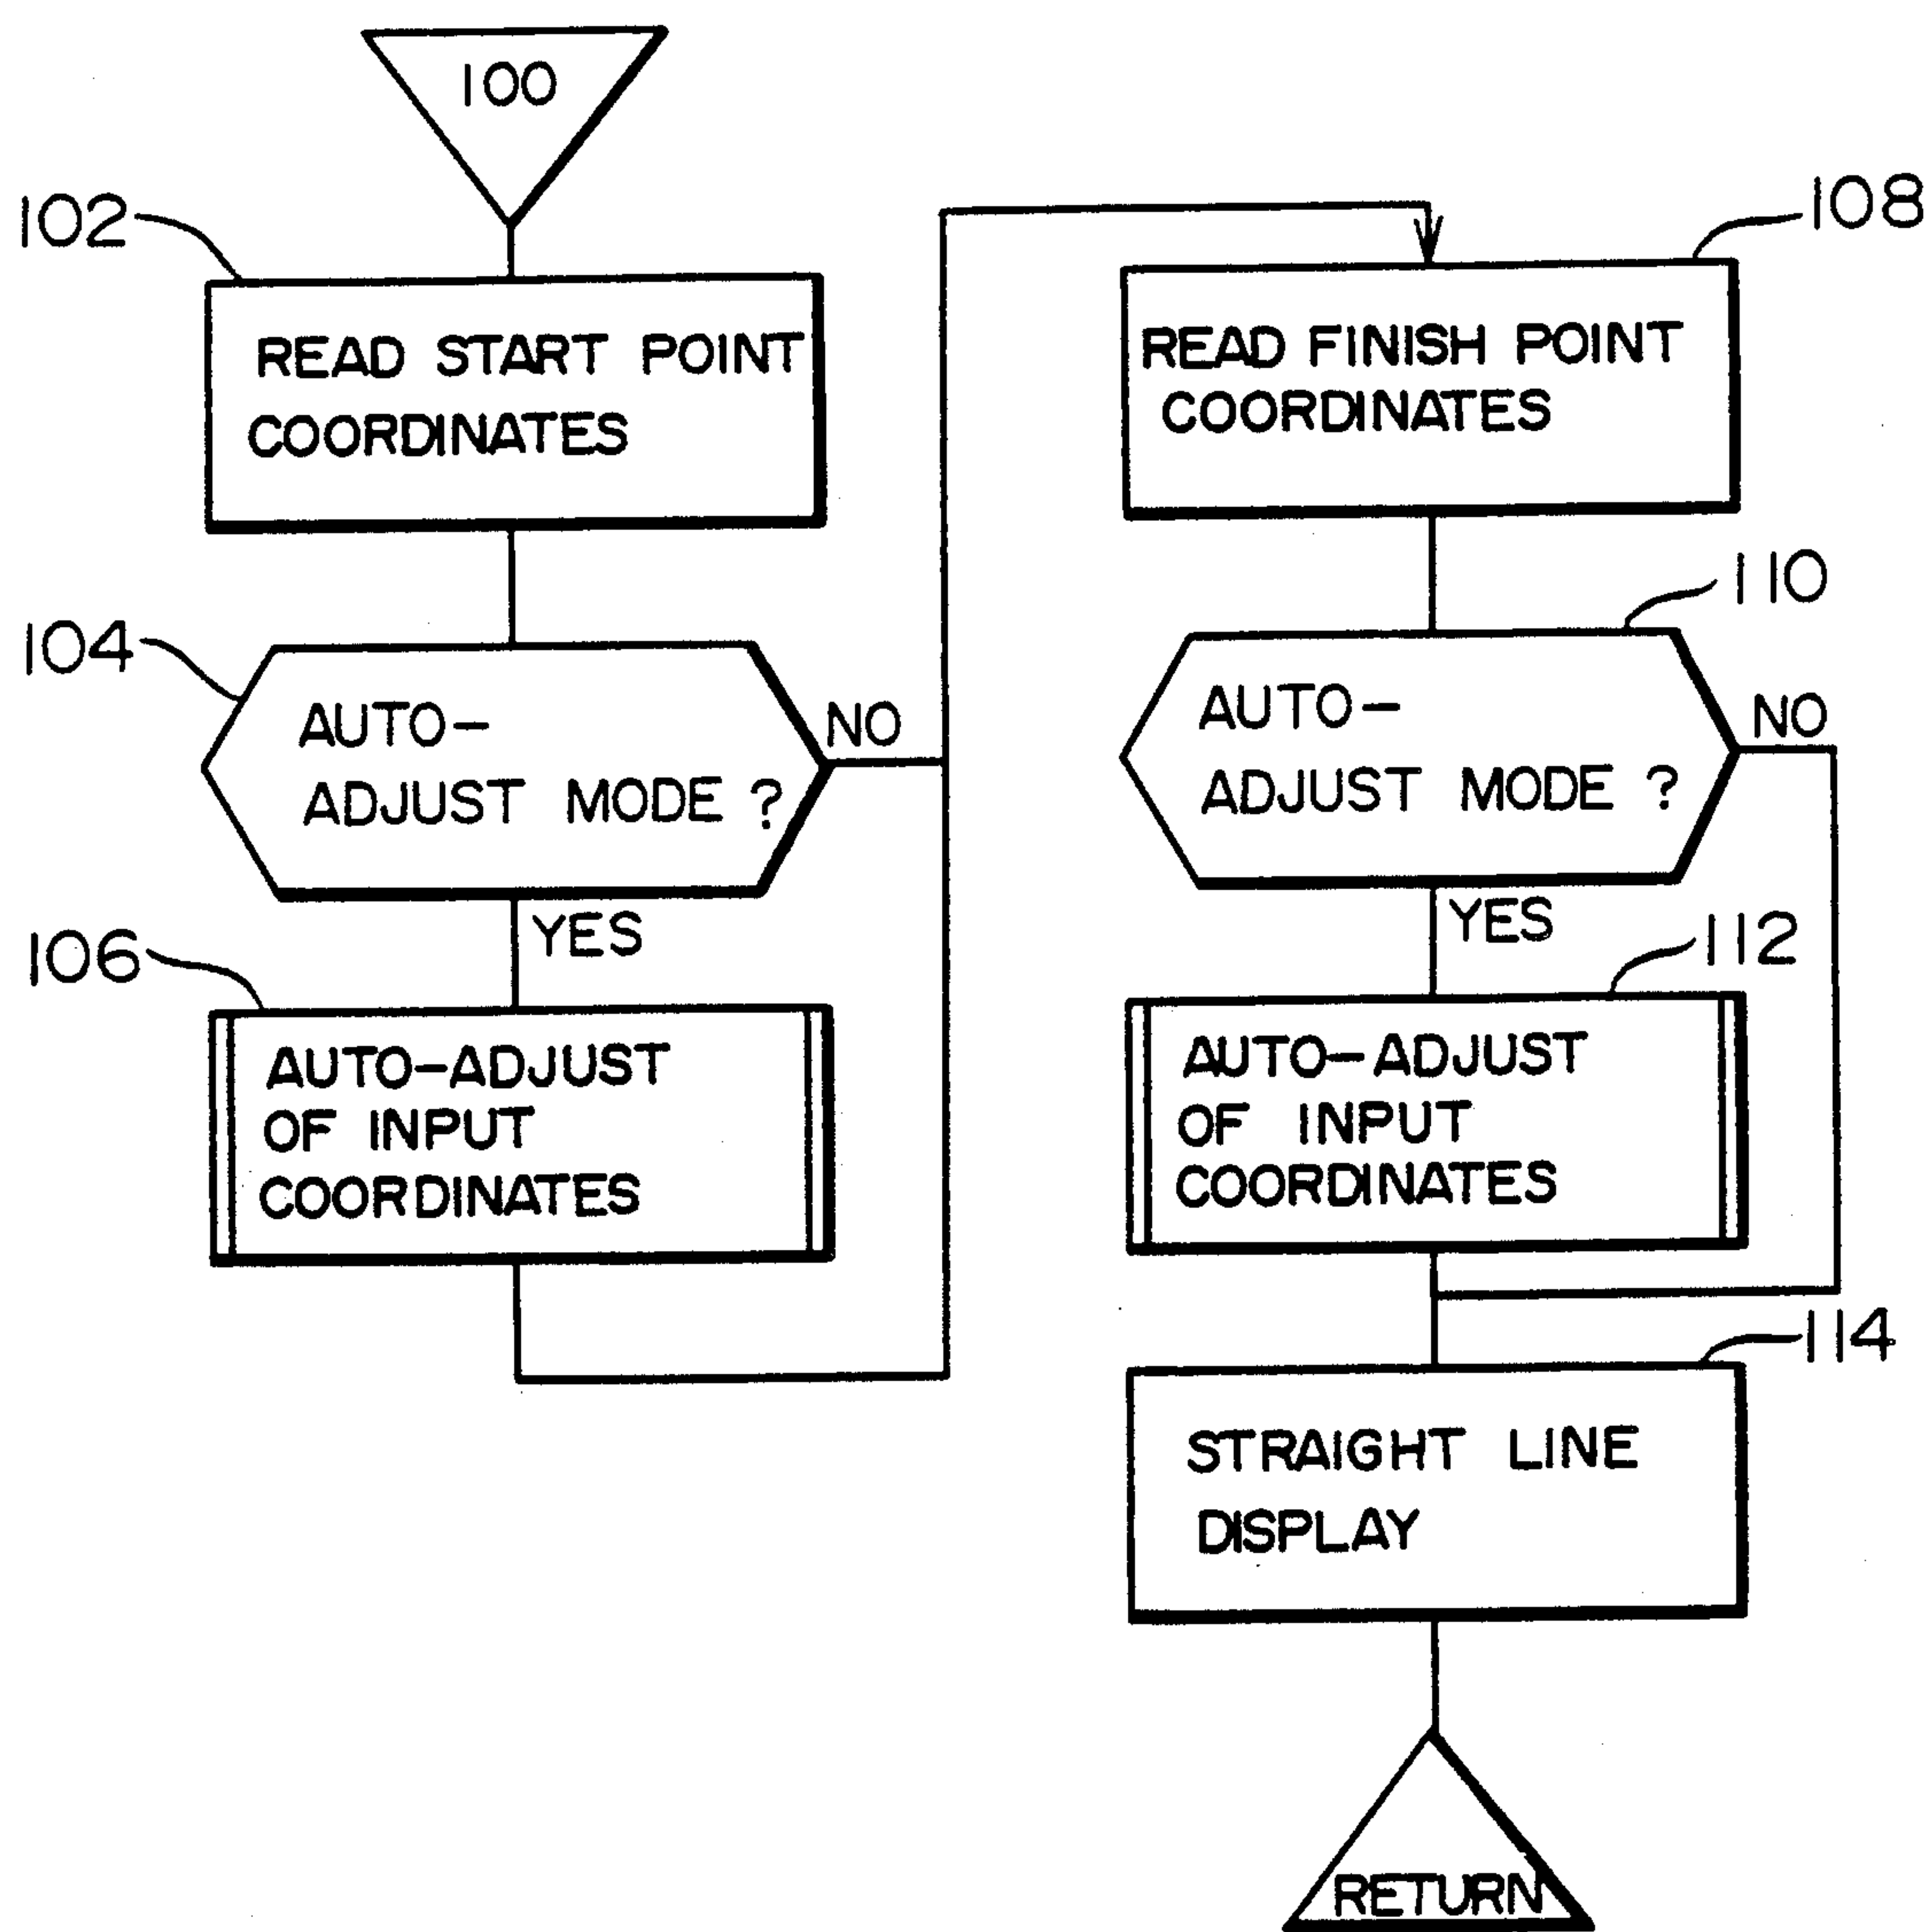 100
102
READ START POINT
COORDINATES
104
AUTO-
ADJUST MODE ?
NO
YES
106
AUTO-ADJUST
OF INPUT
COORDINATES
108
READ FINISH POINT
COORDINATES
110
AUTO-
ADJUST MODE ?
NO
YES
112
AUTO-ADJUST
OF INPUT
COORDINATES
114
STRAIGHT LINE
DISPLAY
RETURN